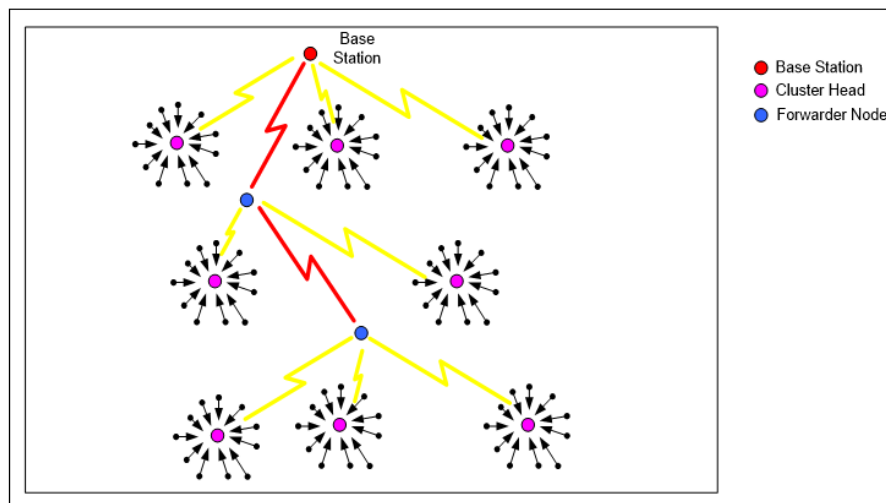 Base
Station
Base Station
Cluster Head
Forwarder Node